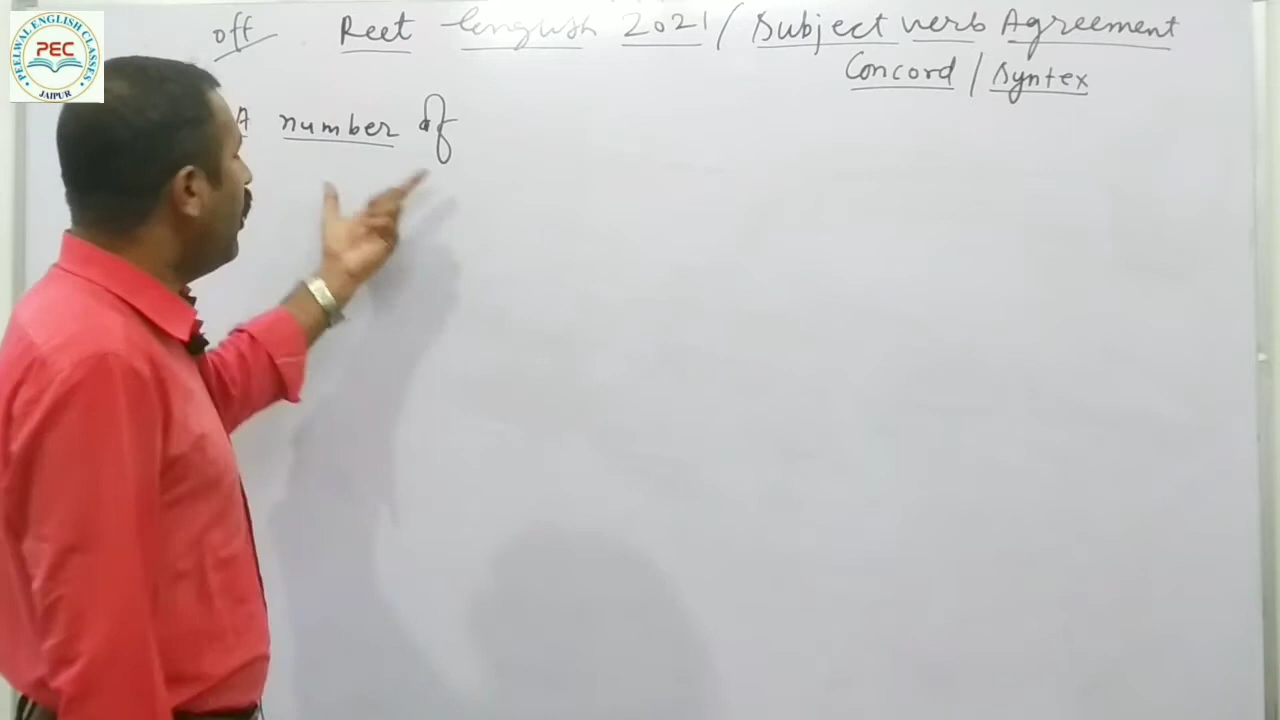 PEELWAL ENGLISH CLASSES,
PEC
JAIPUR
off Reet English 2021 / Subject verb Agreement
Concord / Syntex
A number of